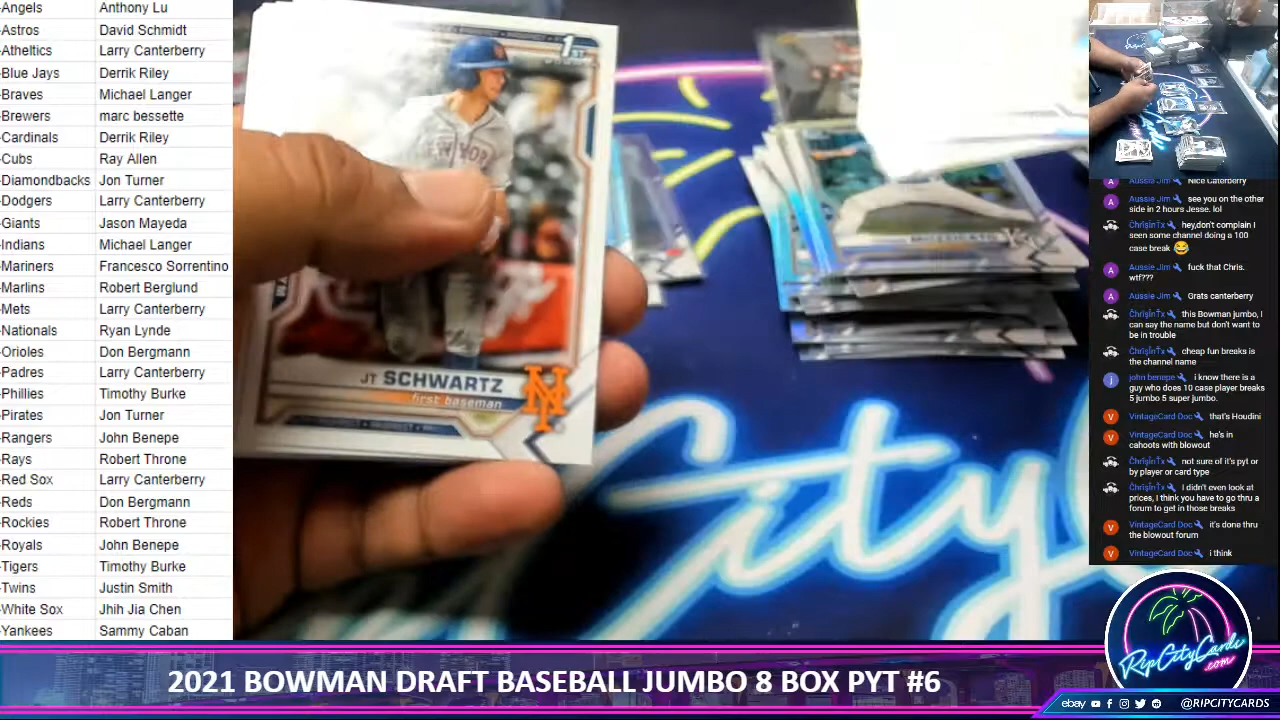 -Angels Anthony Lu
-Astros David Schmidt
-Atheltics Larry Canterberry
-Blue Jays Derrik Riley
-Braves Michael Langer
-Brewers marc bessette
-Cardinals Derrik Riley
-Cubs Ray Allen
-Diamondbacks Jon Turner
-Dodgers Larry Canterberry
-Giants Jason Mayeda
-Indians Michael Langer
-Mariners Francesco Sorrentino
-Marlins Robert Berglund
-Mets Larry Canterberry
-Nationals Ryan Lynde
-Orioles Don Bergmann
-Padres Larry Canterberry
-Phillies Timothy Burke
-Pirates Jon Turner
-Rangers John Benepe
-Rays Robert Throne
-Red Sox Larry Canterberry
-Reds Don Bergmann
-Rockies Robert Throne
-Royals John Benepe
-Tigers Timothy Burke
-Twins Justin Smith
-White Sox Jhih Jia Chen
-Yankees Sammy Caban
1ST
JT SCHWARTZ
first baseman
NY
City
Aussie Jim Nice Caterberry
Aussie Jim see you on the other
side in 2 hours Jesse. lol
ChrïşïnŤx hey,don't complain I
seen some channel doing a 100
case break 😂
Aussie Jim fuck that Chris.
wtf???
Aussie Jim Grats canterberry
ChrïşïnŤx this Bowman jumbo, I
can say the name but don't want to
be in trouble
ChrïşïnŤx cheap fun breaks is
the channel name
john benepe i know there is a
guy who does 10 case player breaks
5 jumbo 5 super jumbo.
VintageCard Doc that's Houdini
VintageCard Doc he's in
cahoots with blowout
ChrïşïnŤx not sure of it's pyt or
by player or card type
ChrïşïnŤx I didn't even look at
prices, I think you have to go thru a
forum to get in those breaks
VintageCard Doc it's done thru
the blowout forum
VintageCard Doc i think
RipCityCards
.com
2021 BOWMAN DRAFT BASEBALL JUMBO 8 BOX PYT #6
ebay @RIPCITYCARDS